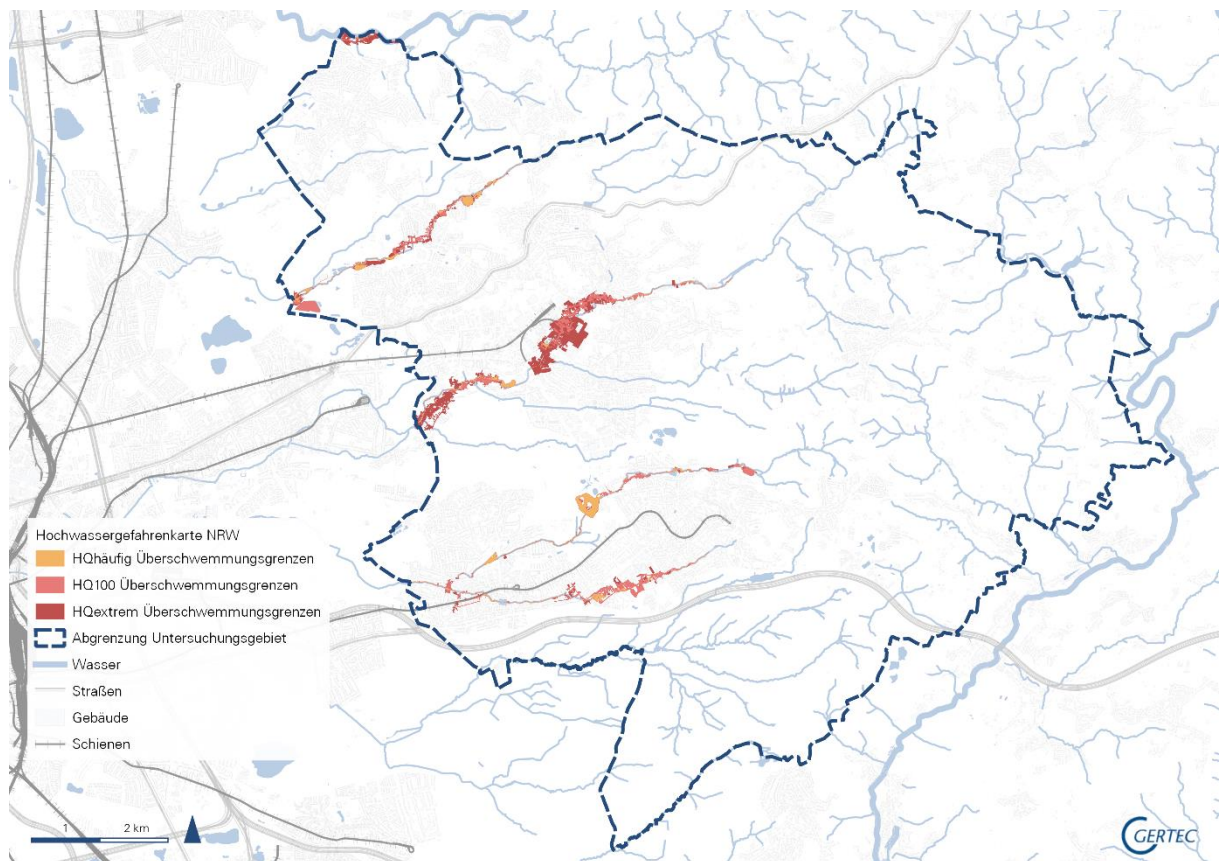 Hochwassergefahrenkarte NRW
HQhäufig Überschwemmungsgrenzen
HQ100 Überschwemmungsgrenzen
HQextrem Überschwemmungsgrenzen
Abgrenzung Untersuchungsgebiet
Wasser
Straßen
Gebäude
Schienen
1 2 km
GERTEC